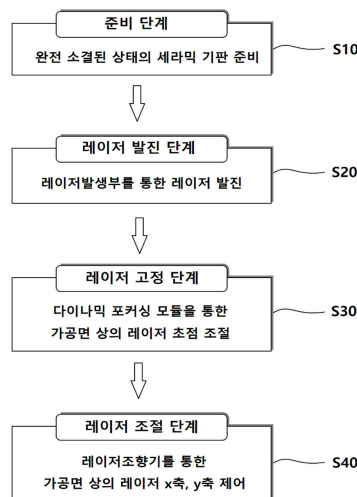 준비 단계
완전 소결된 상태의 세라믹 기판 준비
S10
레이저 발진 단계
레이저발생부를 통한 레이저 발진
S20
레이저 고정 단계
다이나믹 포커싱 모듈을 통한
가공면 상의 레이저 초점 조절
S30
레이저 조절 단계
레이저조향기를 통한
가공면 상의 레이저 x축, y축 제어
S40